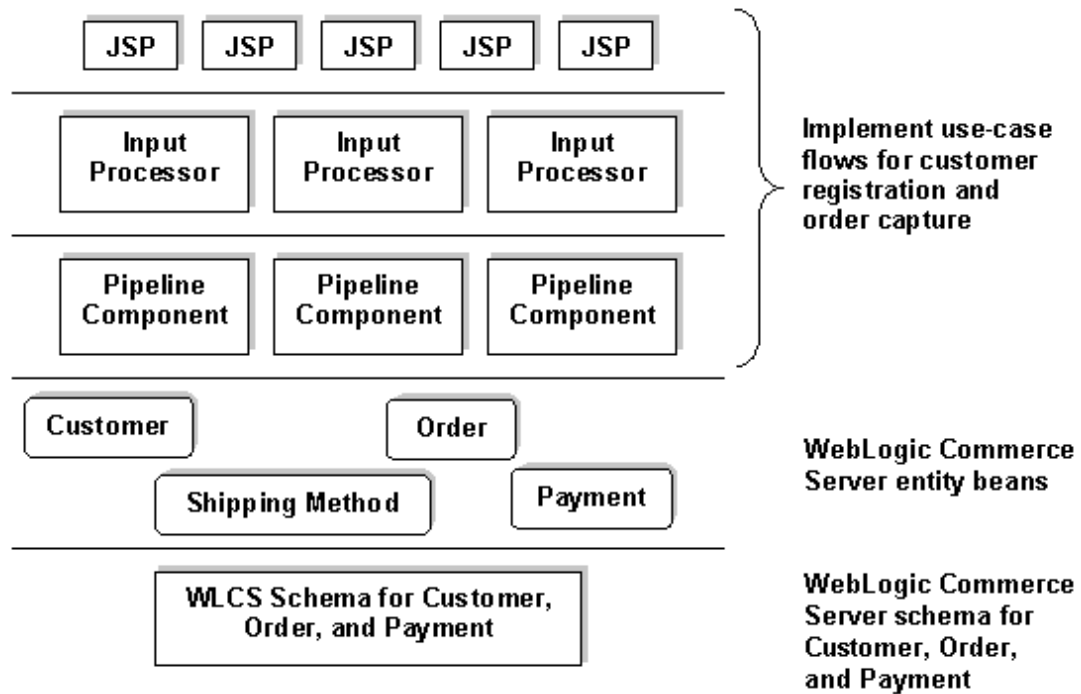 JSP JSP JSP JSP JSP
Input Processor
Input Processor
Input Processor
Implement use-case
flows for customer
registration and
order capture
Pipeline Component
Pipeline Component
Pipeline Component
Customer
Order
Shipping Method
Payment
WebLogic Commerce
Server entity beans
WLCS Schema for Customer,
Order, and Payment
WebLogic Commerce
Server schema for
Customer, Order,
and Payment